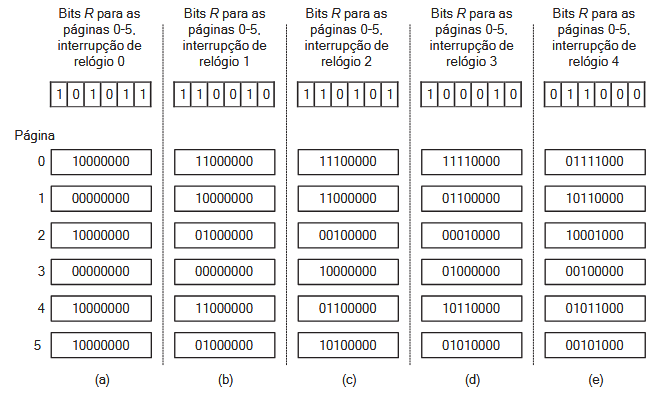 Bits R para as páginas 0-5, interrupção de relógio 0
Bits R para as páginas 0-5, interrupção de relógio 1
Bits R para as páginas 0-5, interrupção de relógio 2
Bits R para as páginas 0-5, interrupção de relógio 3
Bits R para as páginas 0-5, interrupção de relógio 4
1 0 1 0 1 1
1 1 0 0 1 0
1 1 0 1 0 1
1 0 0 0 1 0
0 1 1 0 0 0
Página
0 10000000 11000000 11100000 11110000 01111000
1 00000000 10000000 11000000 01100000 10110000
2 10000000 01000000 00100000 00010000 10001000
3 00000000 00000000 10000000 01000000 00100000
4 10000000 11000000 01100000 10110000 01011000
5 10000000 01000000 10100000 01010000 00101000
(a) (b) (c) (d) (e)